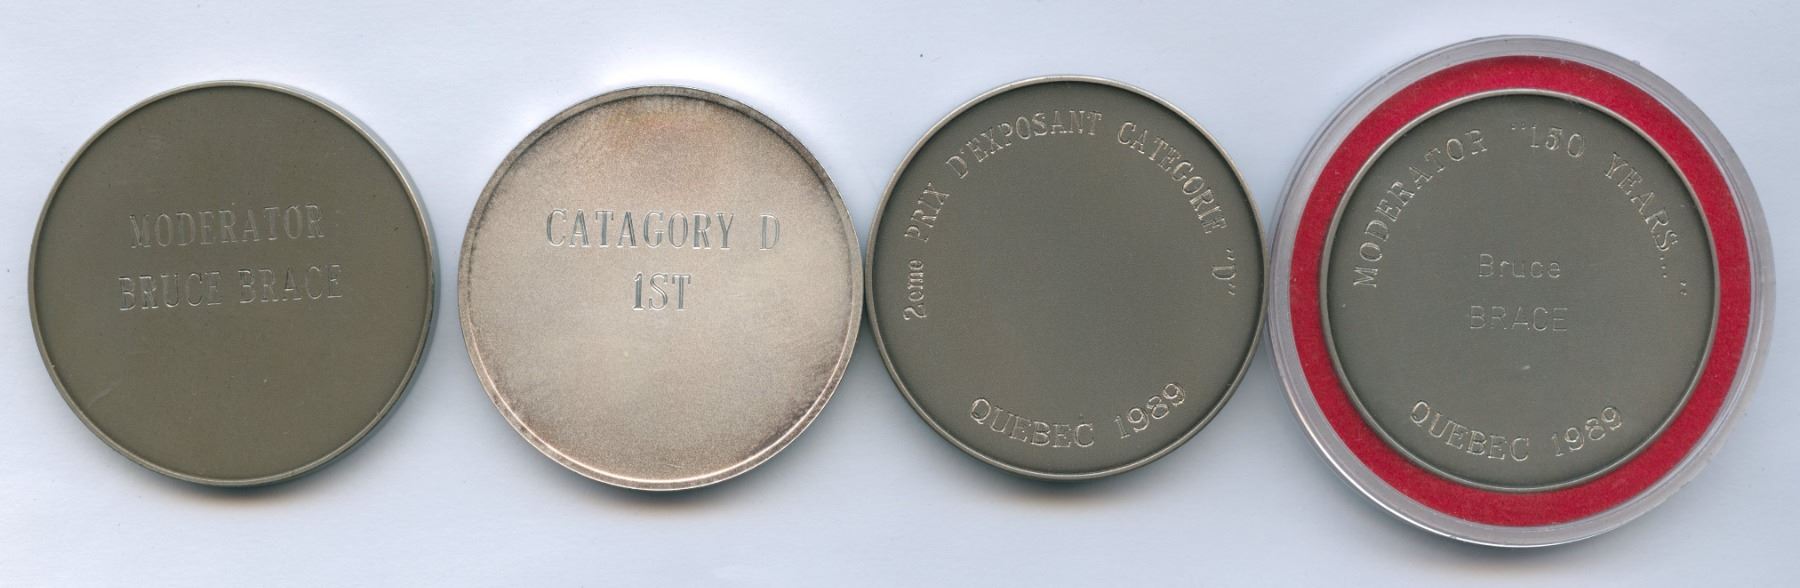 MODERATOR
BRUCE BRACE
CATAGORY D
1ST
2eme PRIX D'EXPOSANT CATEGORIE "D"
QUEBEC 1989
MODERATOR "150 YEARS..."
Bruce
BRACE
QUEBEC 1989